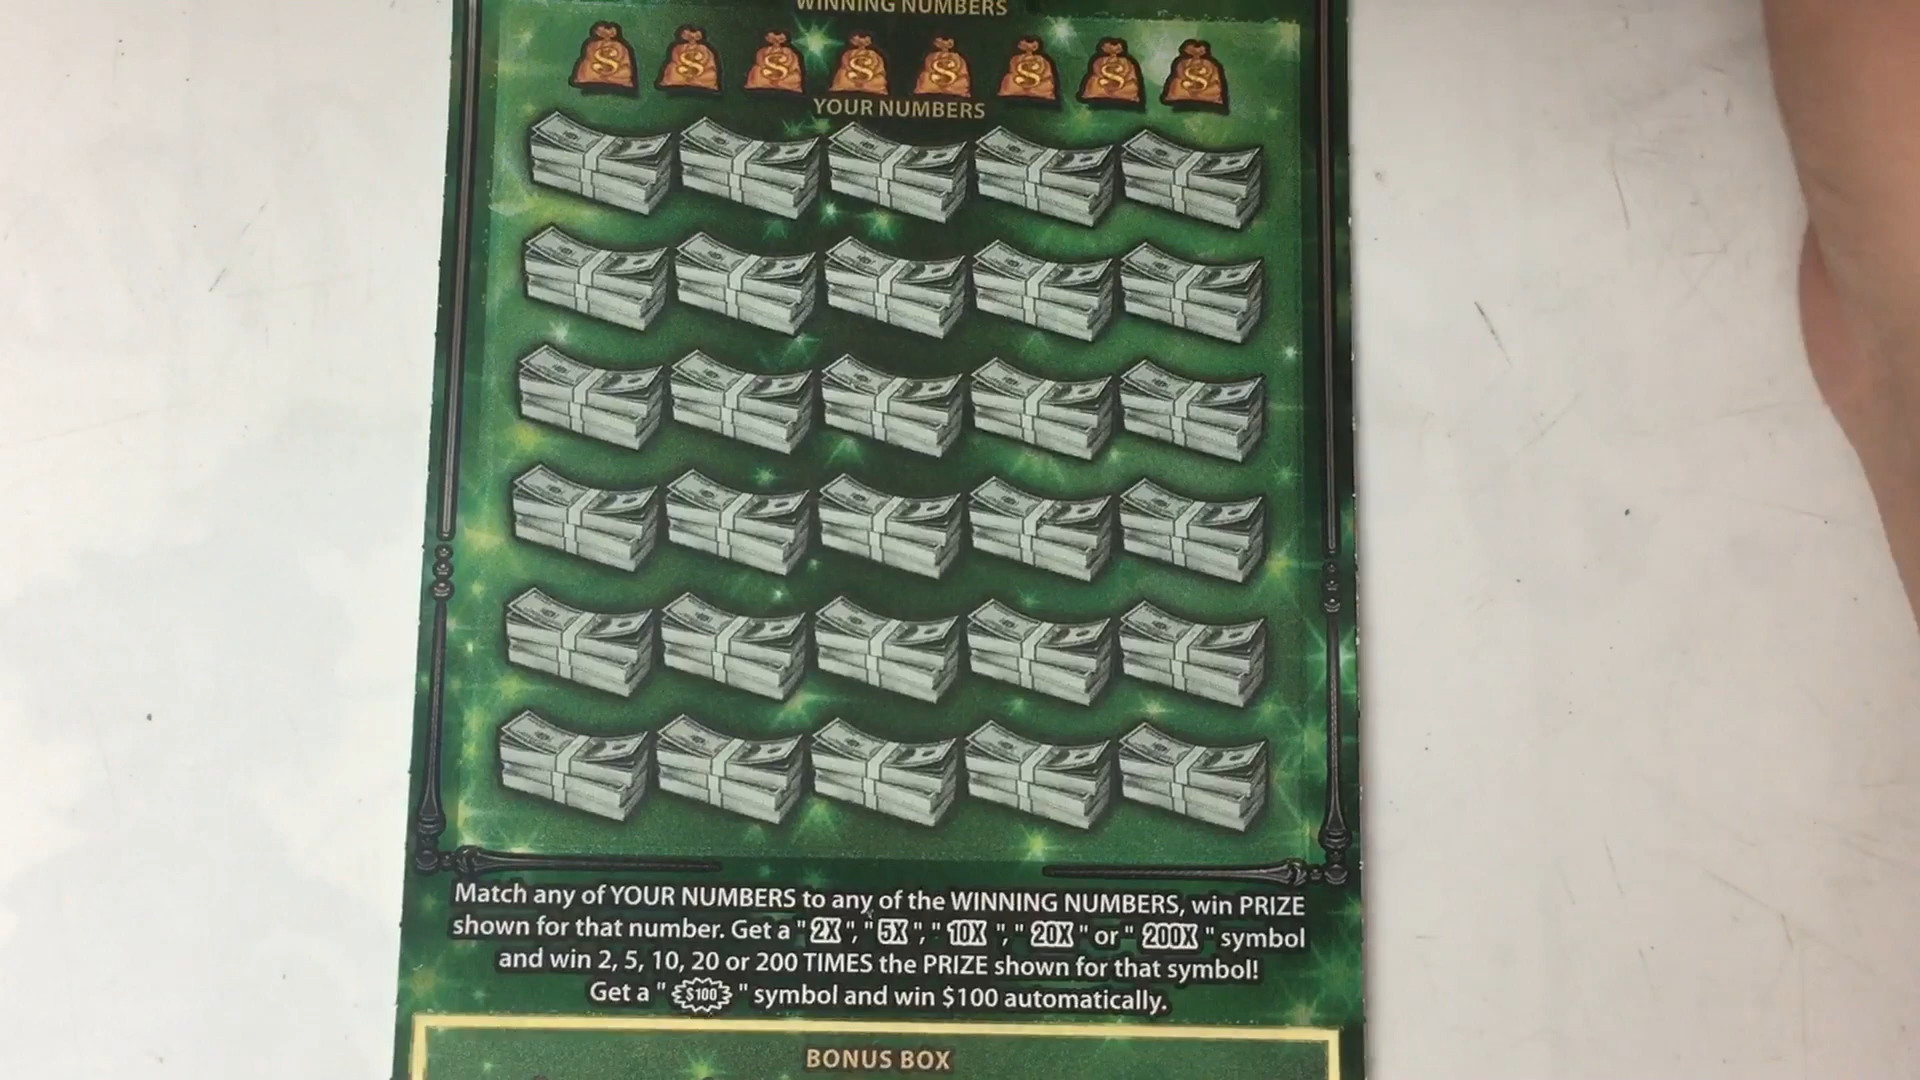 WINNING NUMBERS
YOUR NUMBERS
Match any of YOUR NUMBERS to any of the WINNING NUMBERS, win PRIZE
shown for that number. Get a "2X", "5X", "10X", "20X" or "200X" symbol
and win 2, 5, 10, 20 or 200 TIMES the PRIZE shown for that symbol!
Get a "$100" symbol and win $100 automatically.
BONUS BOX